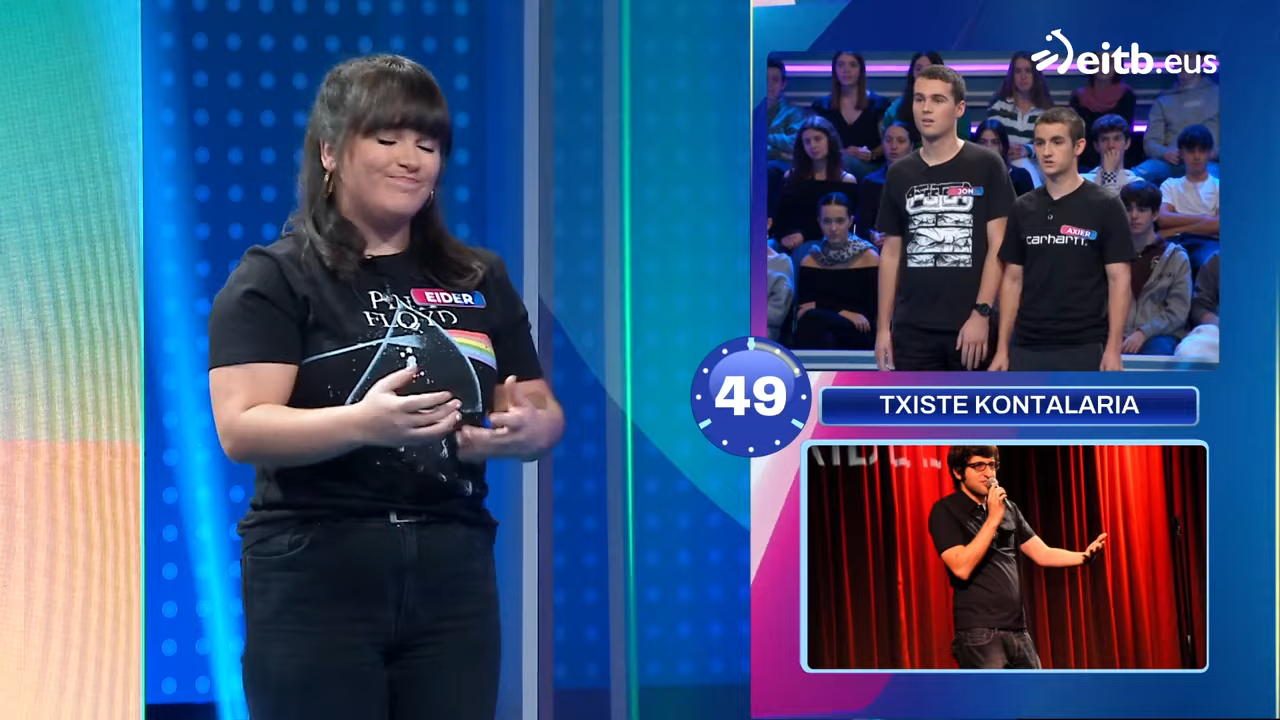 eitb.eus
JON
AXIER
carhartt.
EIDER
PINK
FLOYD
49
TXISTE KONTALARIA